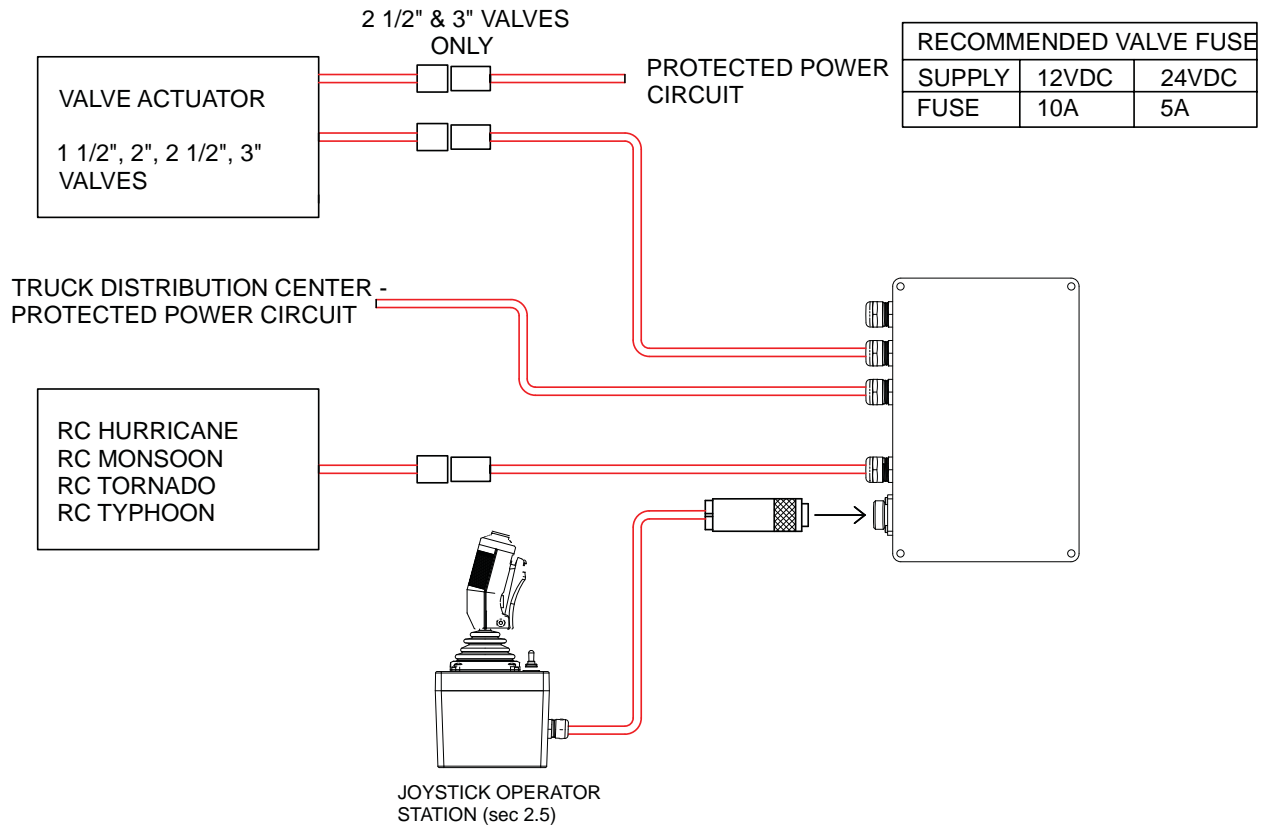 2 1/2" & 3" VALVES
ONLY
VALVE ACTUATOR
1 1/2", 2", 2 1/2", 3"
VALVES
PROTECTED POWER
CIRCUIT
RECOMMENDED VALVE FUSE
SUPPLY 12VDC 24VDC
FUSE 10A 5A
TRUCK DISTRIBUTION CENTER -
PROTECTED POWER CIRCUIT
RC HURRICANE
RC MONSOON
RC TORNADO
RC TYPHOON
JOYSTICK OPERATOR
STATION (sec 2.5)